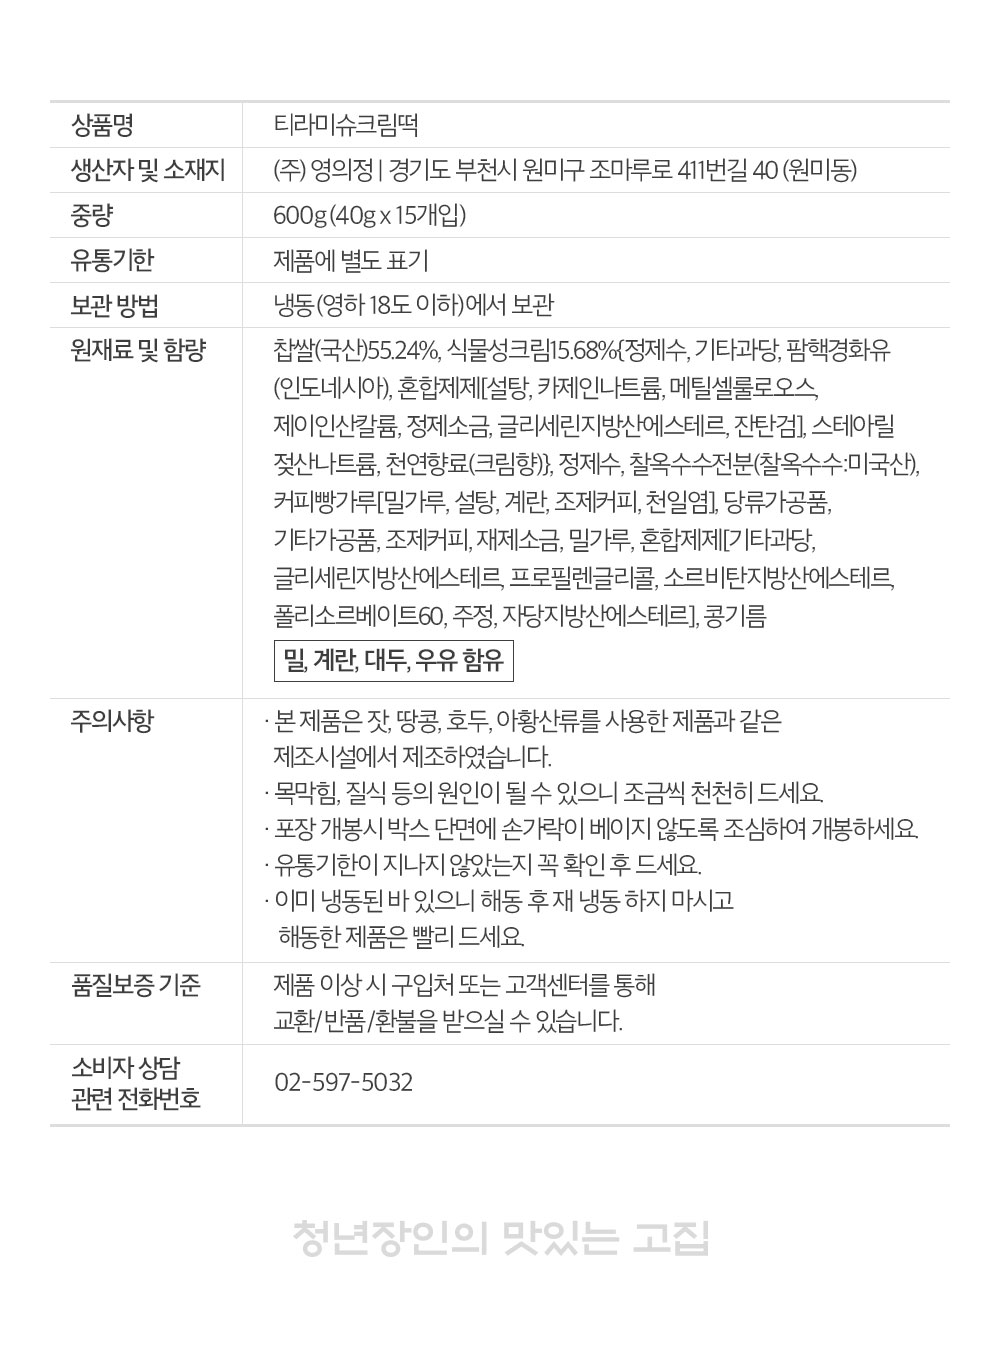 상품명 티라미슈크림떡
생산자 및 소재지 (주) 영의정 | 경기도 부천시 원미구 조마루로 411번길 40 (원미동)
중량 600g(40g x 15개입)
유통기한 제품에 별도 표기
보관 방법 냉동(영하 18도 이하)에서 보관
원재료 및 함량 찹쌀(국산)55.24%, 식물성크림15.68%{정제수, 기타과당, 팜핵경화유
(인도네시아), 혼합제제[설탕, 카제인나트륨, 메틸셀룰로오스,
제이인산칼륨, 정제소금, 글리세린지방산에스테르, 잔탄검], 스테아릴
젖산나트륨, 천연향료(크림향)}, 정제수, 찰옥수수전분(찰옥수수:미국산),
커피빵가루[밀가루, 설탕, 계란, 조제커피, 천일염], 당류가공품,
기타가공품, 조제커피, 재제소금, 밀가루, 혼합제제[기타과당,
글리세린지방산에스테르, 프로필렌글리콜, 소르비탄지방산에스테르,
폴리소르베이트60, 주정, 자당지방산에스테르], 콩기름
밀, 계란, 대두, 우유 함유
주의사항 · 본 제품은 잣, 땅콩, 호두, 아황산류를 사용한 제품과 같은
제조시설에서 제조하였습니다.
· 목막힘, 질식 등의 원인이 될 수 있으니 조금씩 천천히 드세요.
· 포장 개봉시 박스 단면에 손가락이 베이지 않도록 조심하여 개봉하세요.
· 유통기한이 지나지 않았는지 꼭 확인 후 드세요.
· 이미 냉동된 바 있으니 해동 후 재 냉동 하지 마시고
해동한 제품은 빨리 드세요.
품질보증 기준 제품 이상 시 구입처 또는 고객센터를 통해
교환/반품/환불을 받으실 수 있습니다.
소비자 상담
관련 전화번호 02-597-5032
청년장인의 맛있는 고집